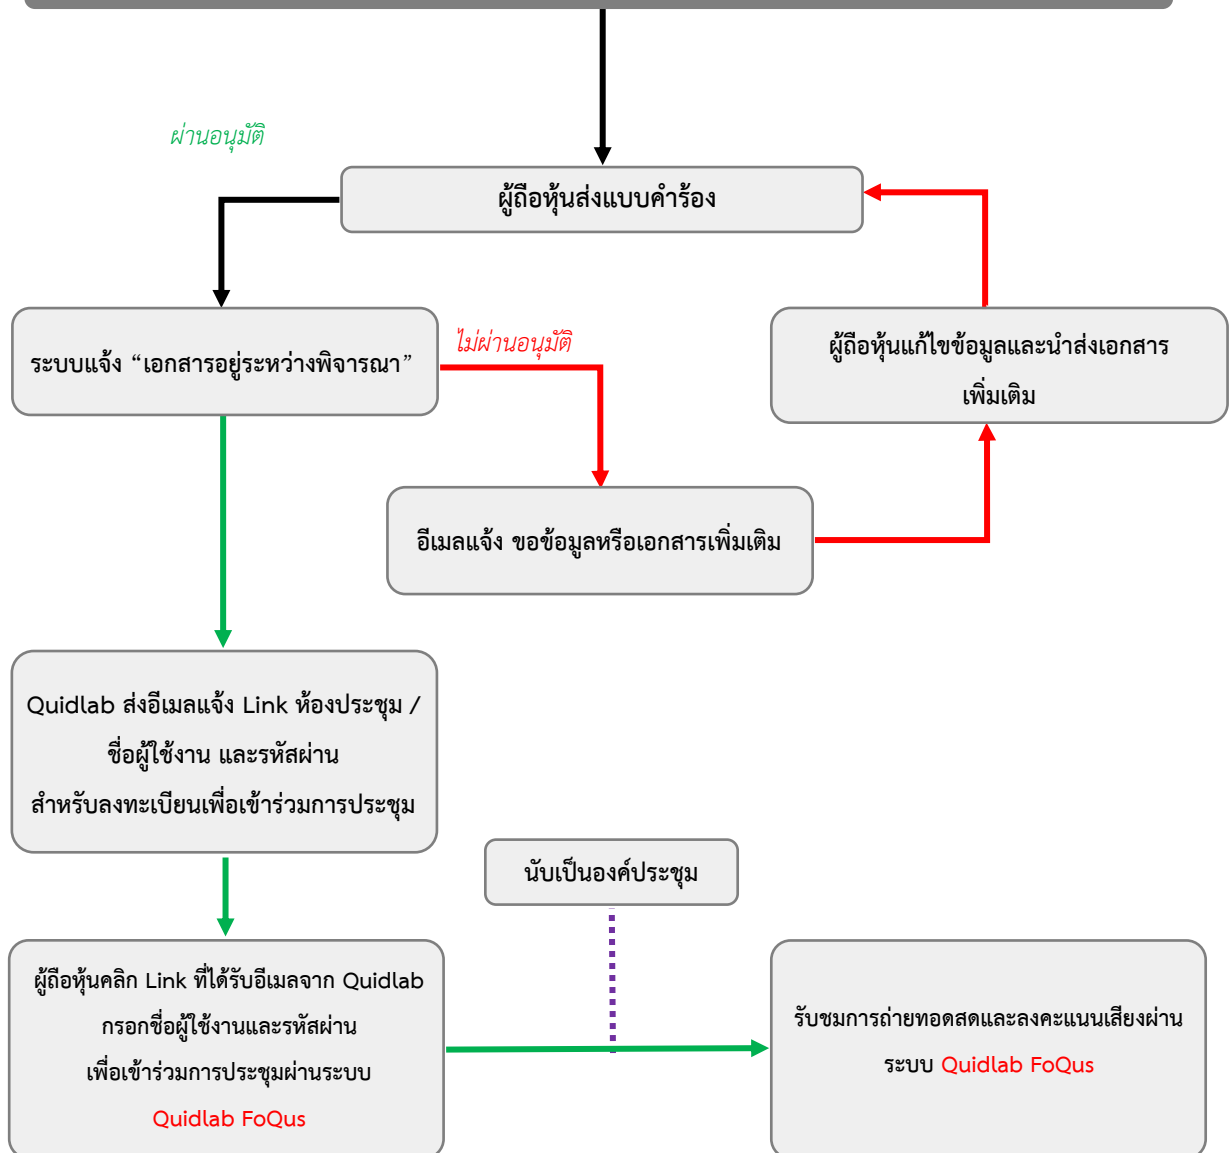 ผ่านอนุมัติ
ผู้ถือหุ้นส่งแบบคำร้อง
ระบบแจ้ง “เอกสารอยู่ระหว่างพิจารณา”
ไม่ผ่านอนุมัติ
ผู้ถือหุ้นแก้ไขข้อมูลและนำส่งเอกสาร
เพิ่มเติม
อีเมลแจ้ง ขอข้อมูลหรือเอกสารเพิ่มเติม
Quidlab ส่งอีเมลแจ้ง Link ห้องประชุม /
ชื่อผู้ใช้งาน และรหัสผ่าน
สำหรับลงทะเบียนเพื่อเข้าร่วมการประชุม
นับเป็นองค์ประชุม
ผู้ถือหุ้นคลิก Link ที่ได้รับอีเมลจาก Quidlab
กรอกชื่อผู้ใช้งานและรหัสผ่าน
เพื่อเข้าร่วมการประชุมผ่านระบบ
Quidlab FoQus
รับชมการถ่ายทอดสดและลงคะแนนเสียงผ่าน
ระบบ Quidlab FoQus